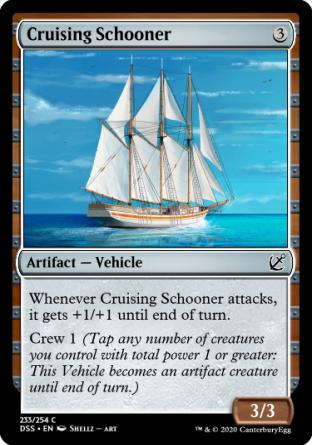 Cruising Schooner 3
Artifact — Vehicle
Whenever Cruising Schooner attacks,
it gets +1/+1 until end of turn.
Crew 1 (Tap any number of creatures
you control with total power 1 or greater:
This Vehicle becomes an artifact creature
until end of turn.)
3/3
233/254 C
DSS • EN Shellz — Art
™ & © 2020 CanterburyEgg